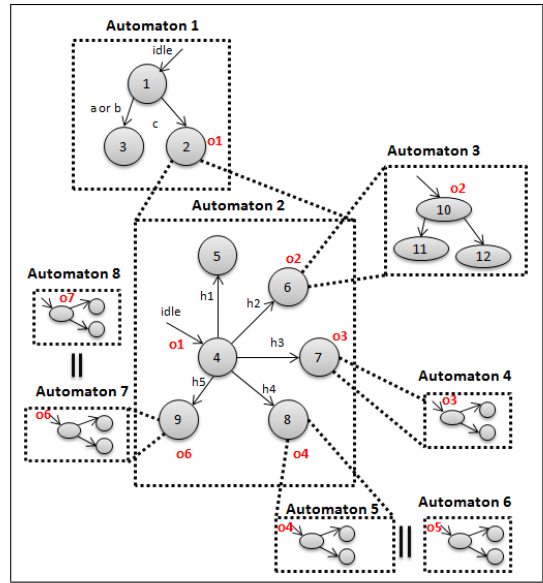 Automaton 1
idle
1
a or b
c
3
2
o1
Automaton 3
o2
10
11
12
Automaton 2
5
o2
6
h1
h2
idle
o1
4
h3
o3
7
h5
h4
9
8
o6
o4
Automaton 8
o7
||
Automaton 7
o6
Automaton 4
o3
Automaton 5
o4
||
Automaton 6
o5